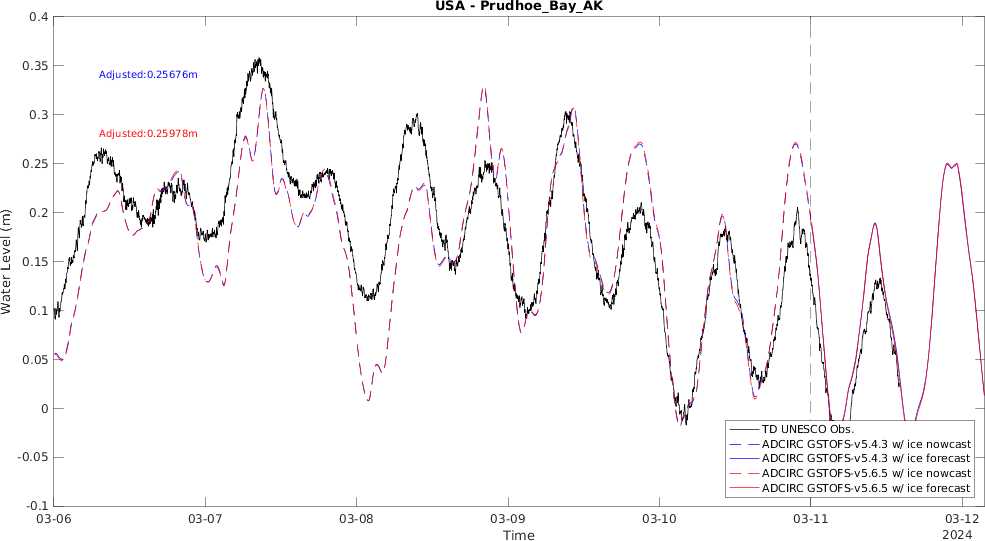 USA - Prudhoe_Bay_AK
0.4
0.35
0.3
0.25
0.2
0.15
0.1
0.05
0
-0.05
-0.1
Water Level (m)
Adjusted:0.25676m
Adjusted:0.25978m
TD UNESCO Obs.
ADCIRC GSTOFS-v5.4.3 w/ ice nowcast
ADCIRC GSTOFS-v5.4.3 w/ ice forecast
ADCIRC GSTOFS-v5.6.5 w/ ice nowcast
ADCIRC GSTOFS-v5.6.5 w/ ice forecast
03-06 03-07 03-08 03-09 03-10 03-11 03-12
Time
2024